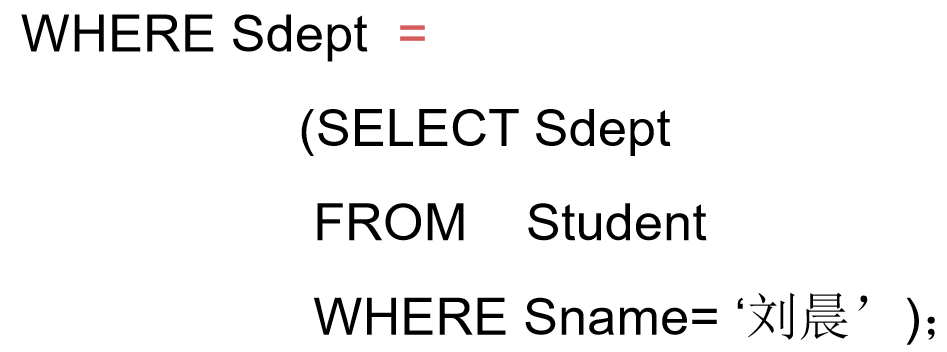 WHERE Sdept =
(SELECT Sdept
FROM Student
WHERE Sname= ‘刘晨’);